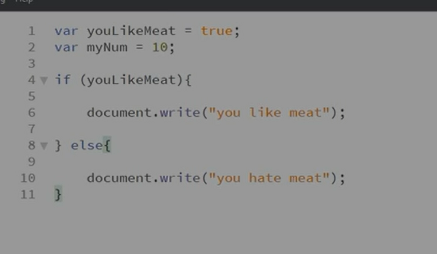 1 var youLikeMeat = true;
2 var myNum = 10;
3
4 if (youLikeMeat){
5
6 document.write("you like meat");
7
8 } else{
9
10 document.write("you hate meat");
11 }